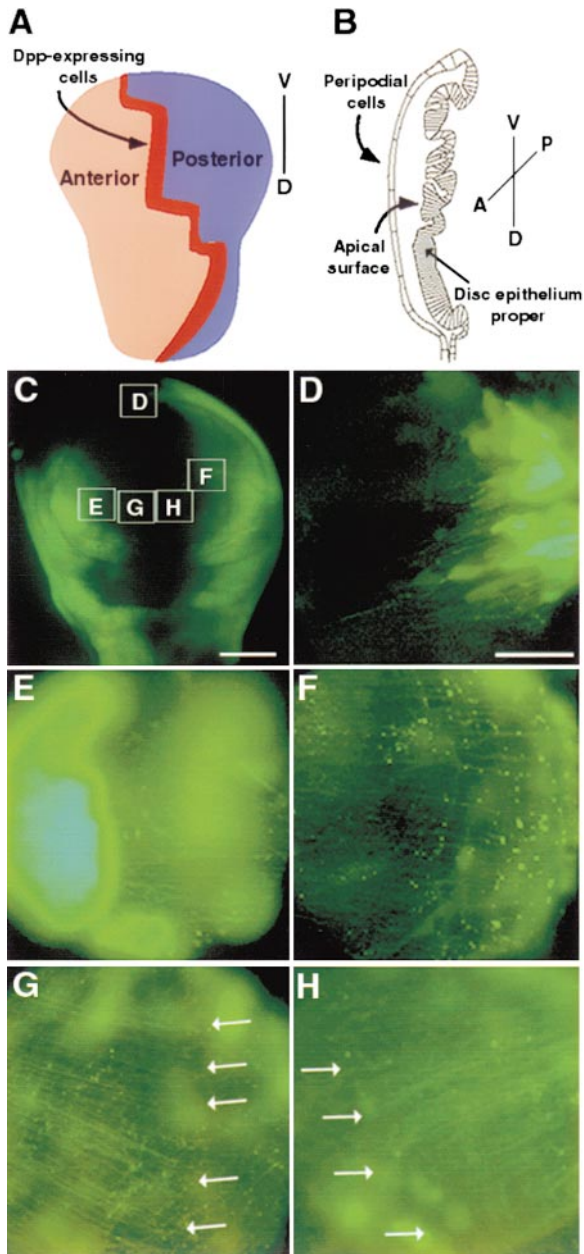 A
Dpp-expressing
cells
Anterior
Posterior
V
D
B
Peripodial
cells
Apical
surface
Disc epithelium
proper
V
P
A
D
C
D
E
G
H
F
D
E
F
G
H